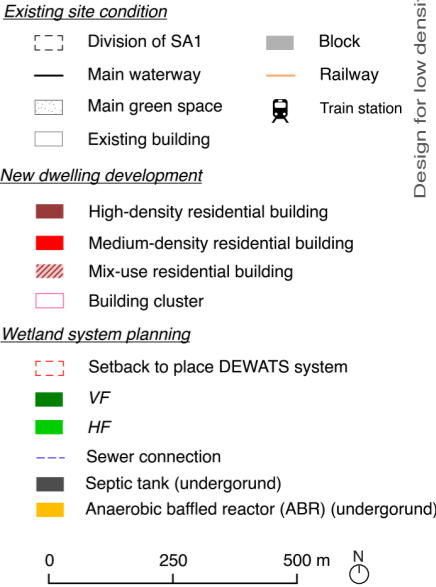 Existing site condition
Division of SA1
Block
Main waterway
Railway
Main green space
Train station
Existing building
New dwelling development
High-density residential building
Medium-density residential building
Mix-use residential building
Building cluster
Wetland system planning
Setback to place DEWATS system
VF
HF
Sewer connection
Septic tank (undergorund)
Anaerobic baffled reactor (ABR) (undergorund)
0 250 500 m N
Design for low